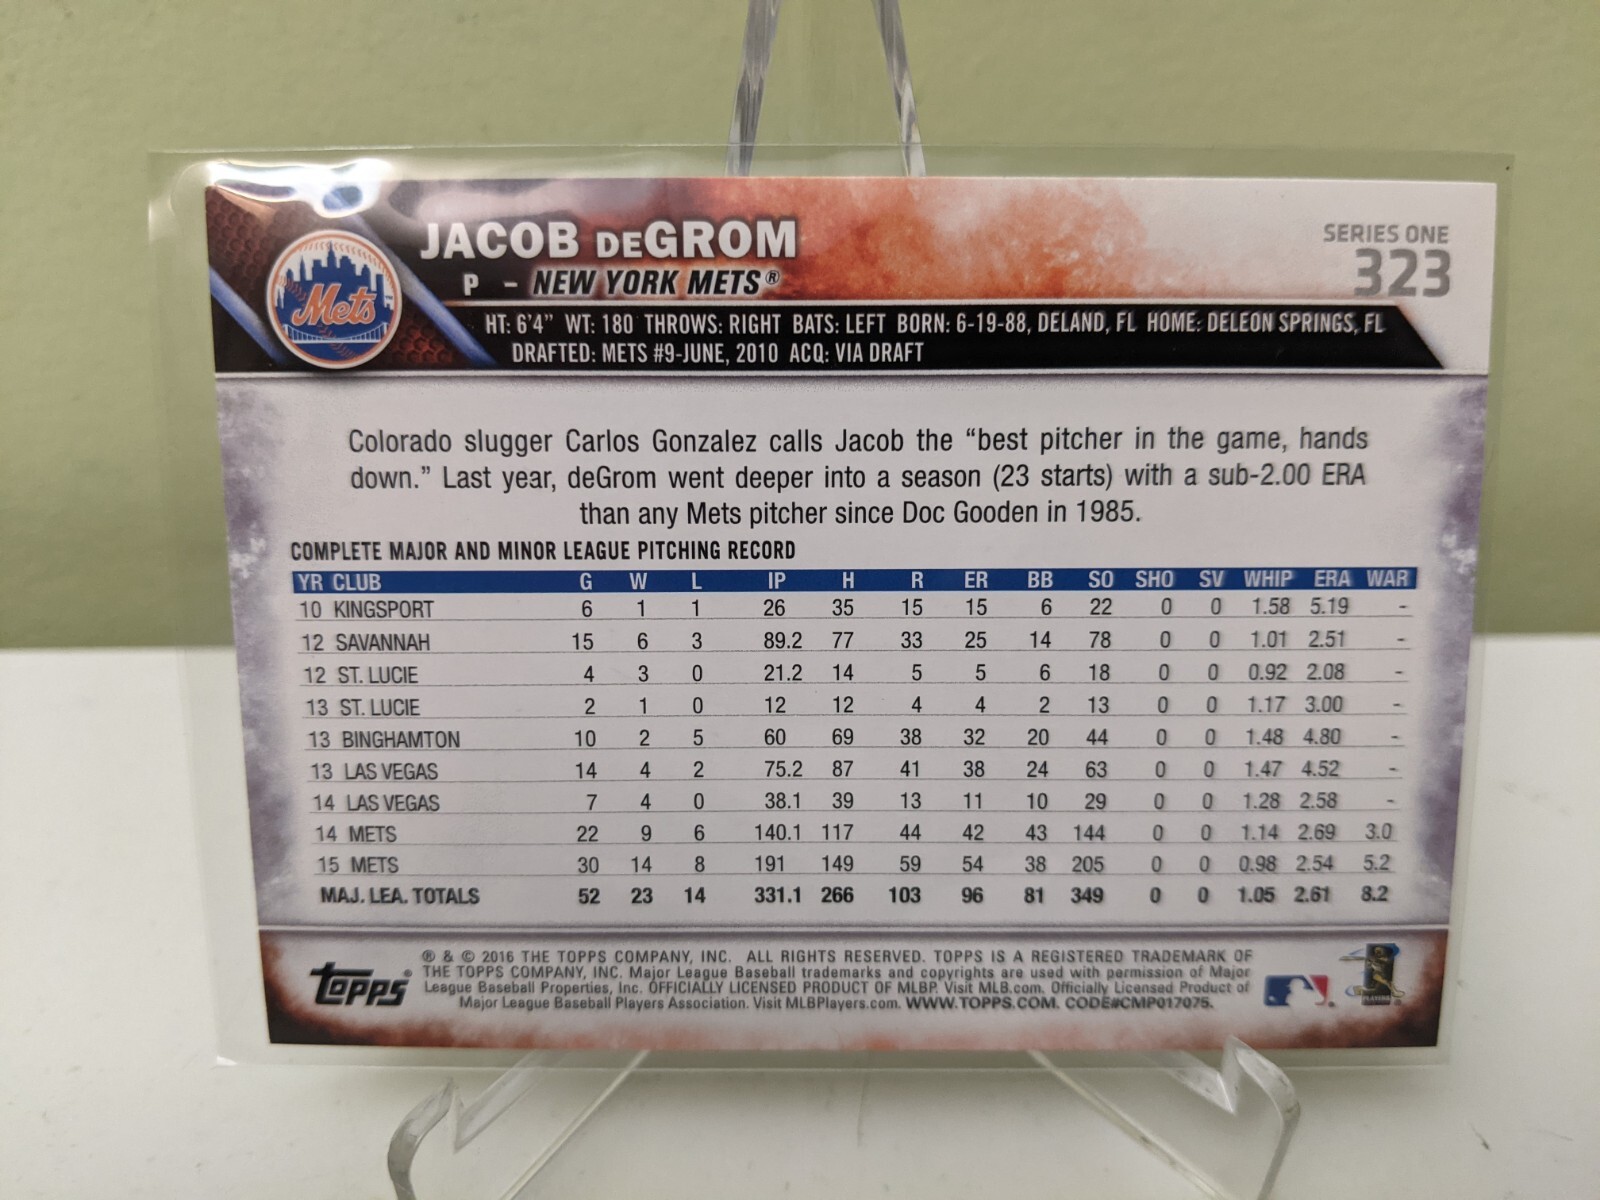 JACOB DEGROM
P - NEW YORK METS®
SERIES ONE
323
Mets
HT: 6'4" WT: 180 THROWS: RIGHT BATS: LEFT BORN: 6-19-88, DELAND, FL HOME: DELEON SPRINGS, FL
DRAFTED: METS #9-JUNE, 2010 ACQ: VIA DRAFT
Colorado slugger Carlos Gonzalez calls Jacob the “best pitcher in the game, hands
down.” Last year, deGrom went deeper into a season (23 starts) with a sub-2.00 ERA
than any Mets pitcher since Doc Gooden in 1985.
COMPLETE MAJOR AND MINOR LEAGUE PITCHING RECORD
YR CLUB G W L IP H R ER BB SO SHO SV WHIP ERA WAR
10 KINGSPORT 6 1 1 26 35 15 15 6 22 0 0 1.58 5.19 -
12 SAVANNAH 15 6 3 89.2 77 33 25 14 78 0 0 1.01 2.51 -
12 ST. LUCIE 4 3 0 21.2 14 5 5 6 18 0 0 0.92 2.08 -
13 ST. LUCIE 2 1 0 12 12 4 4 2 13 0 0 1.17 3.00 -
13 BINGHAMTON 10 2 5 60 69 38 32 20 44 0 0 1.48 4.80 -
13 LAS VEGAS 14 4 2 75.2 87 41 38 24 63 0 0 1.47 4.52 -
14 LAS VEGAS 7 4 0 38.1 39 13 11 10 29 0 0 1.28 2.58 -
14 METS 22 9 6 140.1 117 44 42 43 144 0 0 1.14 2.69 3.0
15 METS 30 14 8 191 149 59 54 38 205 0 0 0.98 2.54 5.2
MAJ. LEA. TOTALS 52 23 14 331.1 266 103 96 81 349 0 0 1.05 2.61 8.2
Topps®
® & © 2016 THE TOPPS COMPANY, INC. ALL RIGHTS RESERVED. TOPPS IS A REGISTERED TRADEMARK OF
THE TOPPS COMPANY, INC. Major League Baseball trademarks and copyrights are used with permission of Major
League Baseball Properties, Inc. OFFICIALLY LICENSED PRODUCT OF MLBP. Visit MLB.com. Officially Licensed Product of
Major League Baseball Players Association. Visit MLBPlayers.com. WWW.TOPPS.COM. CODE#CMP017075.
PLAYERS